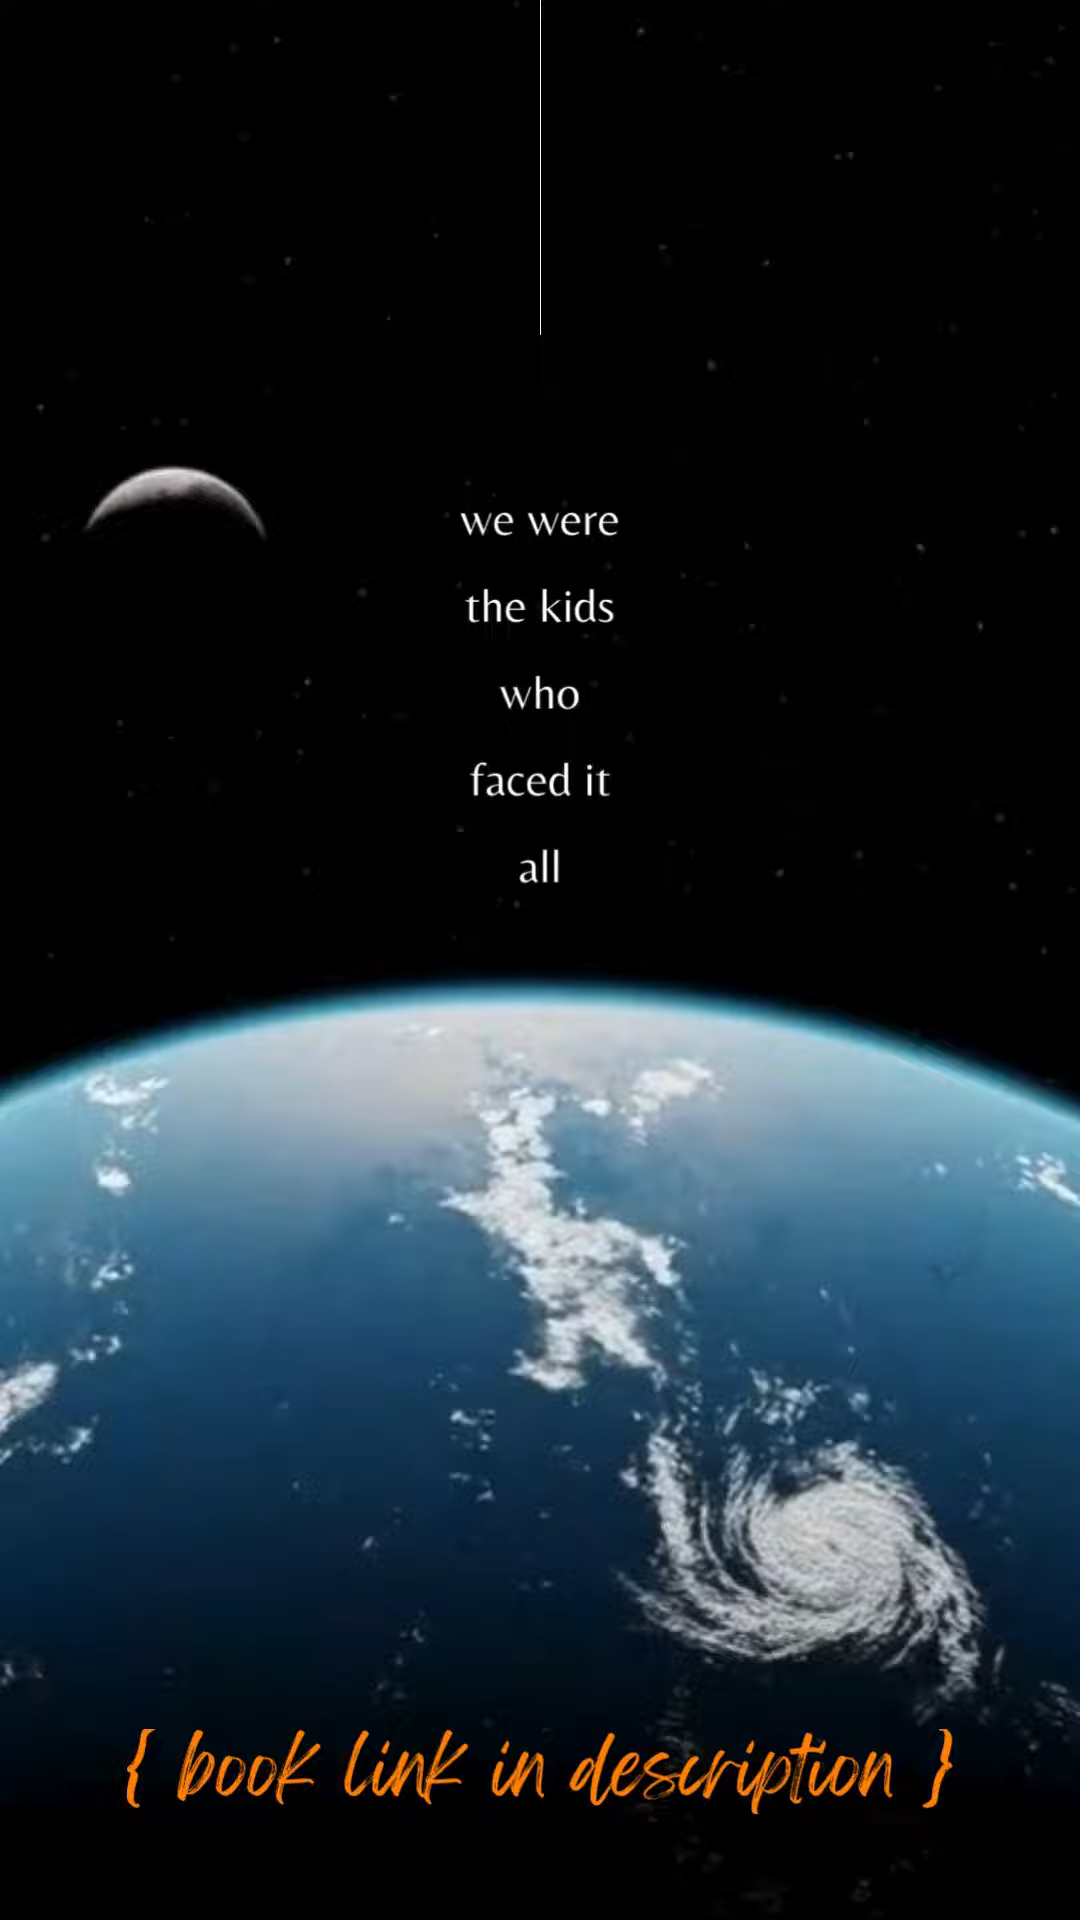 we were
the kids
who
faced it
all
{ book link in description }